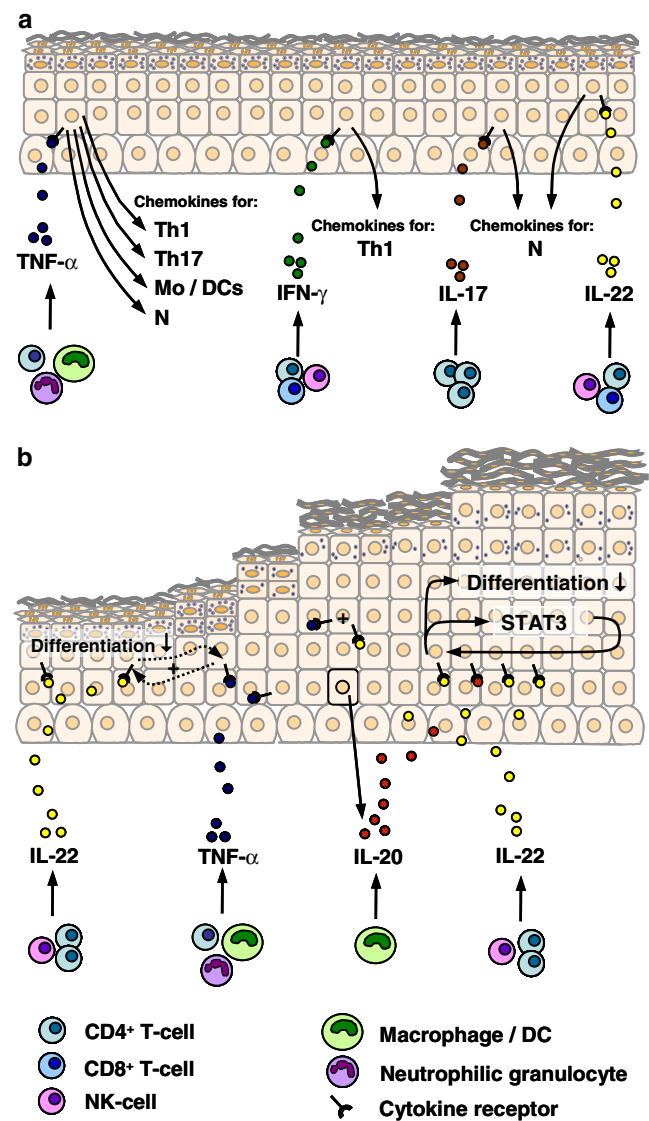 a
Chemokines for:
Th1
Th17
Mo / DCs
N
Chemokines for:
Th1
Chemokines for:
N
TNF-α
IFN-γ
IL-17
IL-22
b
Differentiation ↓
+
+
Differentiation ↓
STAT3
IL-22
TNF-α
IL-20
IL-22
CD4⁺ T-cell
CD8⁺ T-cell
NK-cell
Macrophage / DC
Neutrophilic granulocyte
Cytokine receptor